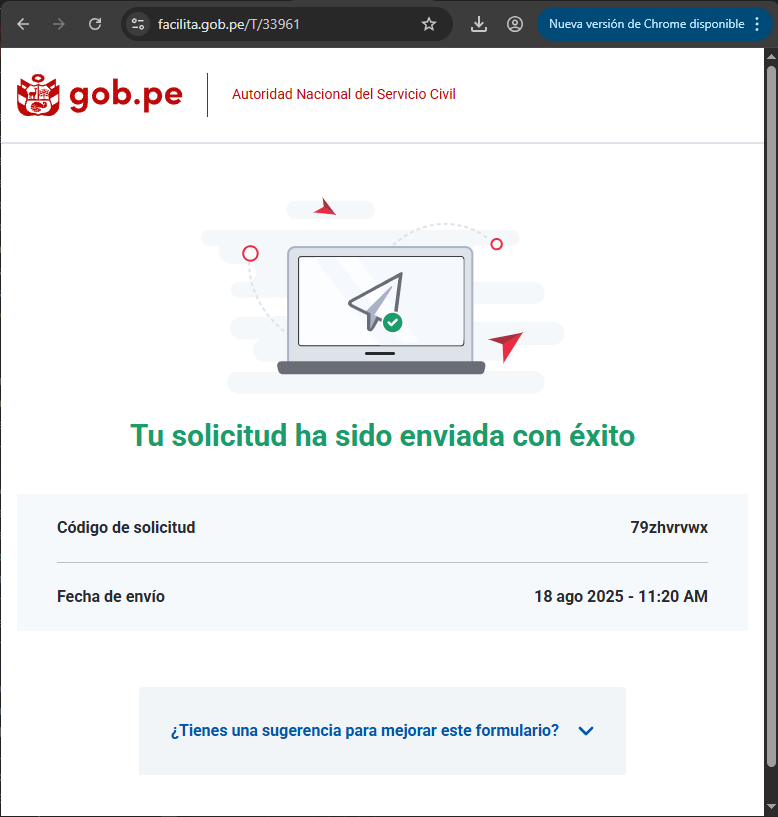 facilita.gob.pe/T/33961
Nueva versión de Chrome disponible
gob.pe
Autoridad Nacional del Servicio Civil
Tu solicitud ha sido enviada con éxito
Código de solicitud 79zhvrvwx
Fecha de envío 18 ago 2025 - 11:20 AM
¿Tienes una sugerencia para mejorar este formulario?